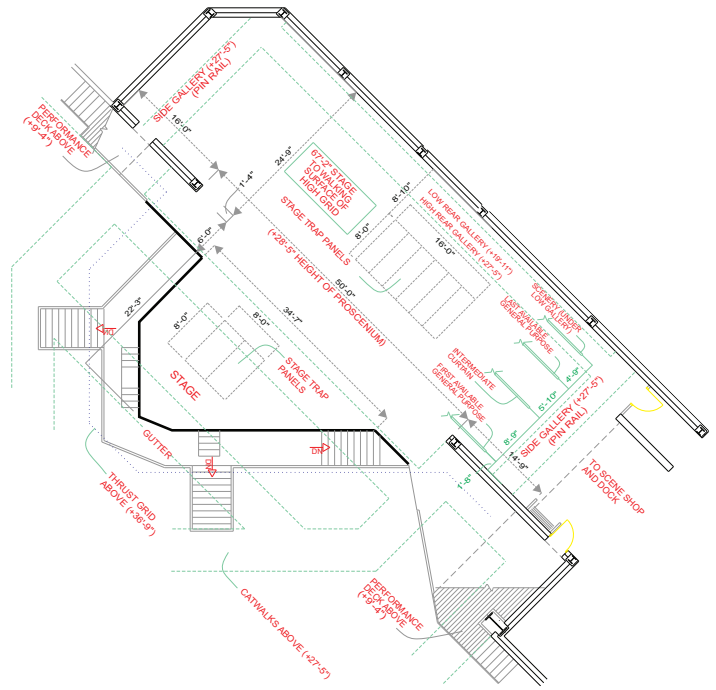 SIDE GALLERY (+27'-5")
(PIN RAIL)
PERFORMANCE
DECK ABOVE
(+9'-4")
16'-0"
24'-9"
1'-4"
6'-0"
67'-2" STAGE
TO WALKING
SURFACE OF
HIGH GRID
8'-10"
8'-0"
16'-0"
STAGE TRAP PANELS
LOW REAR GALLERY (+19'-11")
HIGH REAR GALLERY (+27'-5")
50'-0"
(+28'-5" HEIGHT OF PROSCENIUM)
34'-7"
22'-3"
8'-0"
8'-0"
DN
STAGE
STAGE TRAP
PANELS
SCENERY (UNDER
LOW GALLERY)
LAST AVAILABLE
GENERAL PURPOSE
INTERMEDIATE
CURTAIN
FIRST AVAILABLE
GENERAL PURPOSE
4'-9"
5'-10"
8'-9"
1'-6"
14'-9"
SIDE GALLERY (+27'-5")
(PIN RAIL)
TO SCENE SHOP
AND DOCK
GUTTER
DN
DN
THRUST GRID
ABOVE (+36'-9")
CATWALKS ABOVE (+27'-5")
PERFORMANCE
DECK ABOVE
(+9'-4")